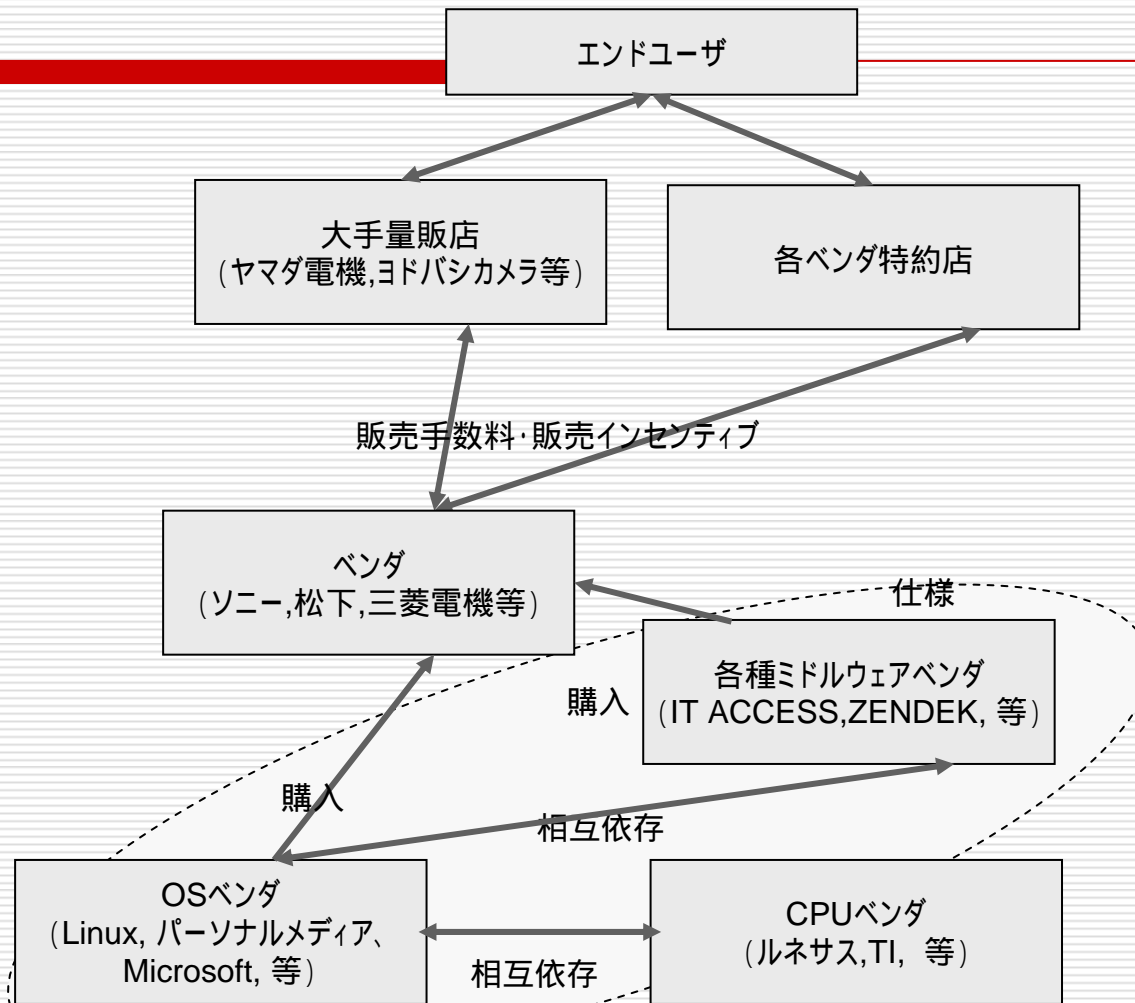 エンドユーザ
大手量販店
(ヤマダ電機,ヨドバシカメラ等)
各ベンダ特約店
販売手数料・販売インセンティブ
ベンダ
(ソニー,松下,三菱電機等)
仕様
各種ミドルウェアベンダ
(IT ACCESS,ZENDEK, 等)
購入
購入
相互依存
OSベンダ
(Linux, パーソナルメディア、
Microsoft, 等)
CPUベンダ
(ルネサス,TI, 等)
相互依存